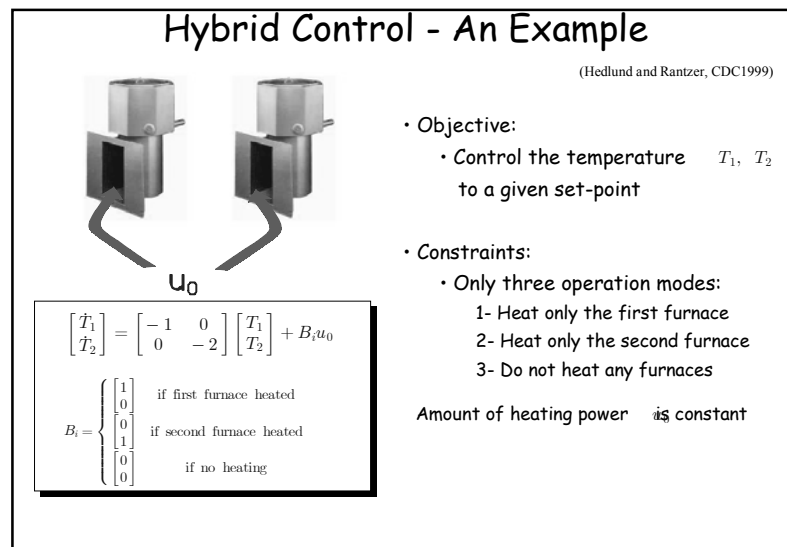 Hybrid Control - An Example
(Hedlund and Rantzer, CDC1999)
u₀
[Ṫ₁ Ṫ₂] = [-1 0; 0 -2] [T₁ T₂] + Bᵢu₀
Bᵢ = {
[1 0] if first furnace heated
[0 1] if second furnace heated
[0 0] if no heating
• Objective:
• Control the temperature T₁, T₂
to a given set-point
• Constraints:
• Only three operation modes:
1- Heat only the first furnace
2- Heat only the second furnace
3- Do not heat any furnaces
Amount of heating power u₀ is constant